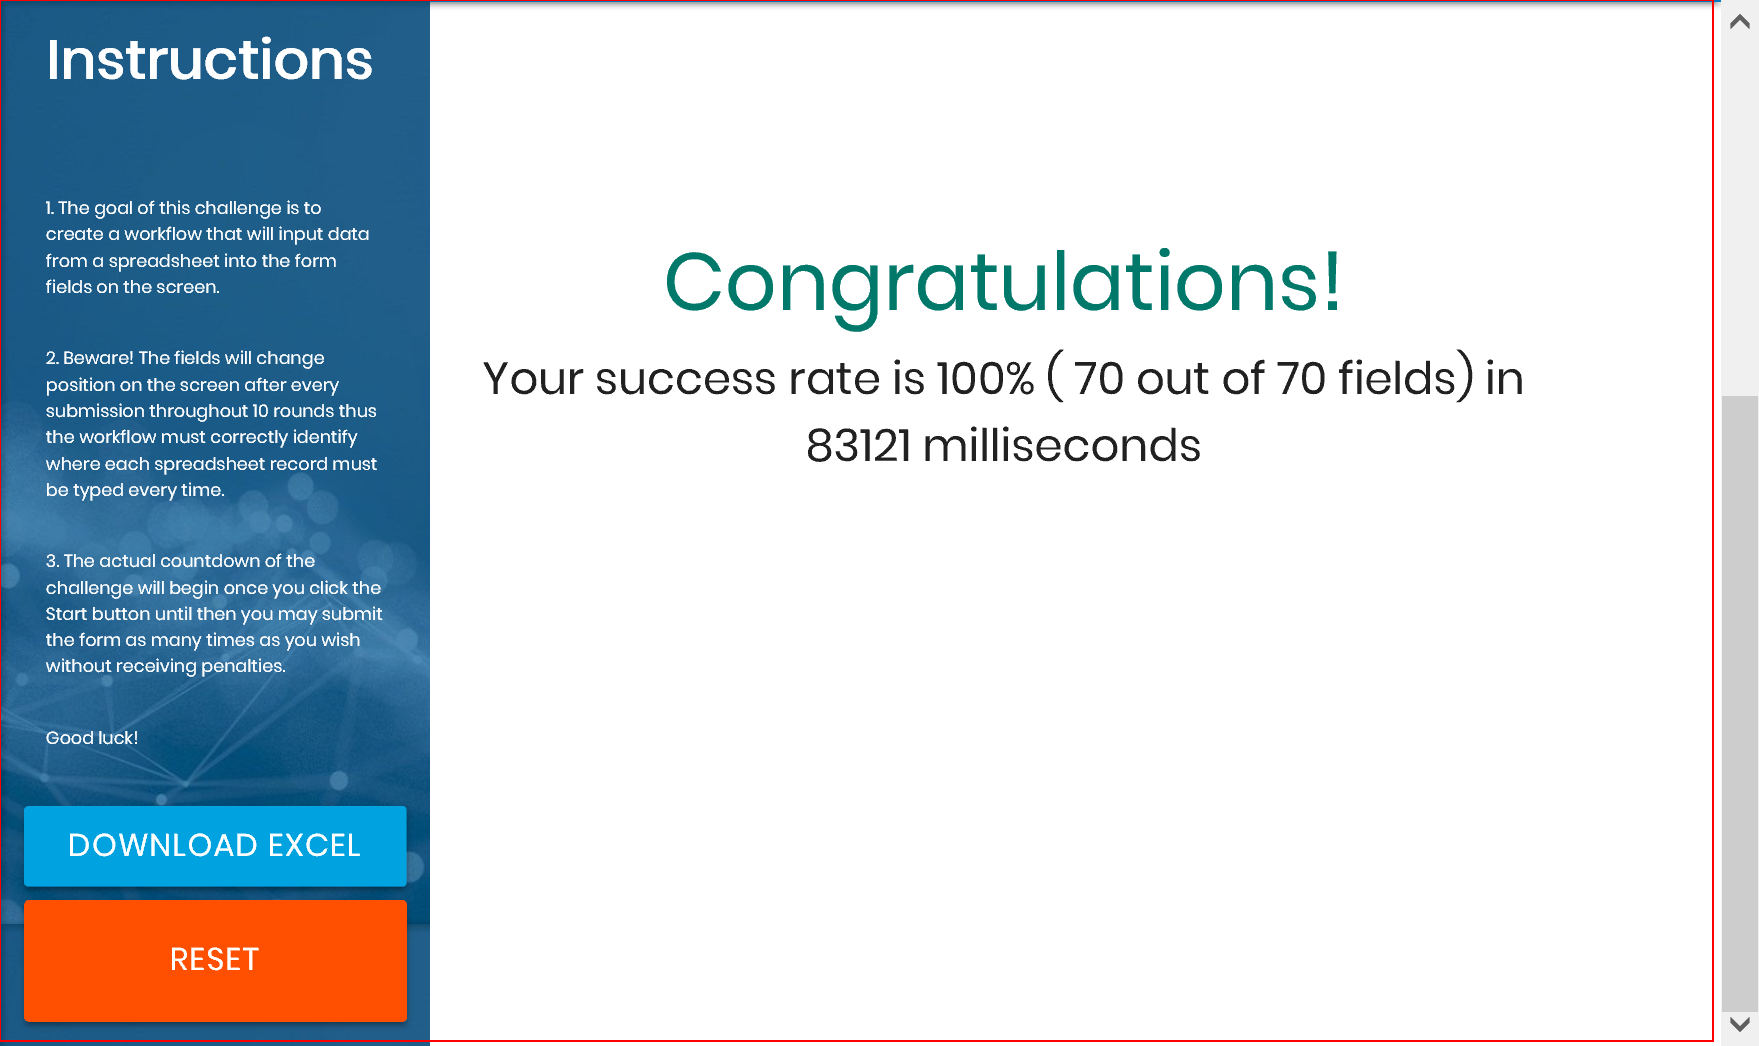 Instructions
1. The goal of this challenge is to
create a workflow that will input data
from a spreadsheet into the form
fields on the screen.
2. Beware! The fields will change
position on the screen after every
submission throughout 10 rounds thus
the workflow must correctly identify
where each spreadsheet record must
be typed every time.
3. The actual countdown of the
challenge will begin once you click the
Start button until then you may submit
the form as many times as you wish
without receiving penalties.
Good luck!
DOWNLOAD EXCEL
RESET
Congratulations!
Your success rate is 100% ( 70 out of 70 fields) in
83121 milliseconds